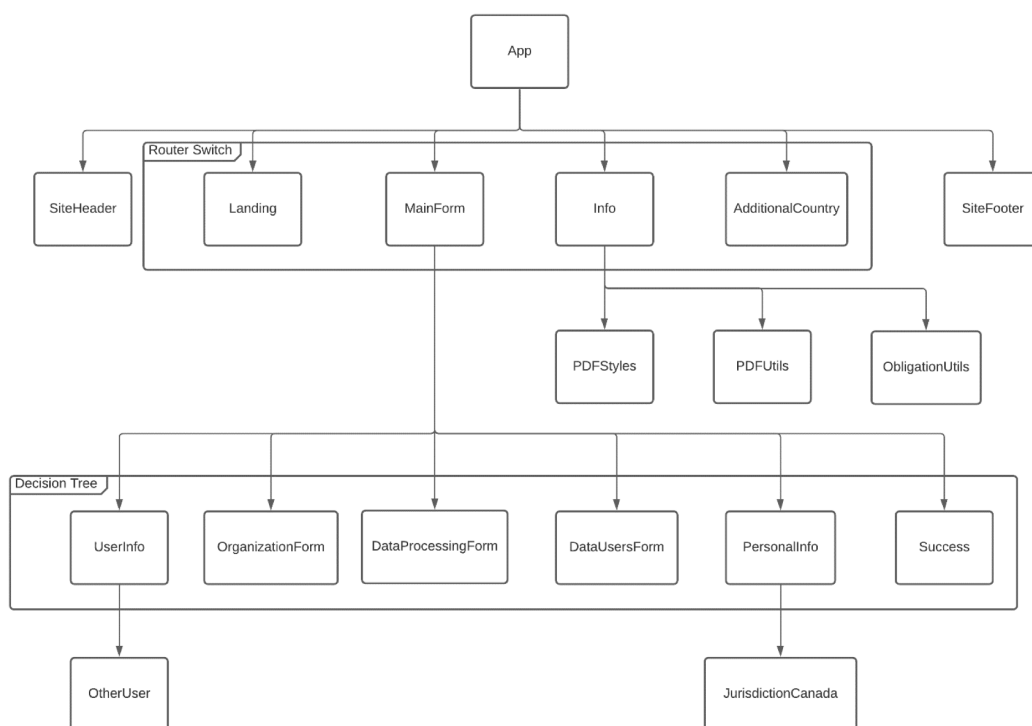 App
Router Switch
SiteHeader
Landing
MainForm
Info
AdditionalCountry
SiteFooter
PDFStyles
PDFUtils
ObligationUtils
Decision Tree
UserInfo
OrganizationForm
DataProcessingForm
DataUsersForm
PersonalInfo
Success
OtherUser
JurisdictionCanada